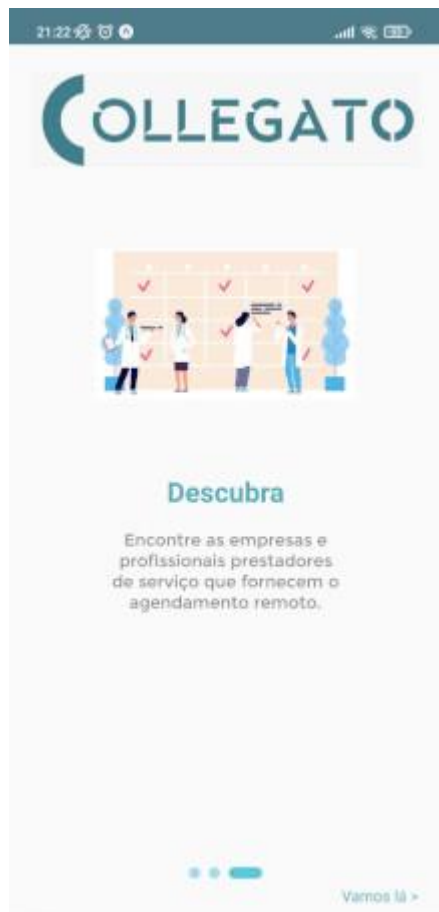 21:22
COLLEGATO
Descubra
Encontre as empresas e
profissionais prestadores
de serviço que fornecem o
agendamento remoto.
Vamos lá >